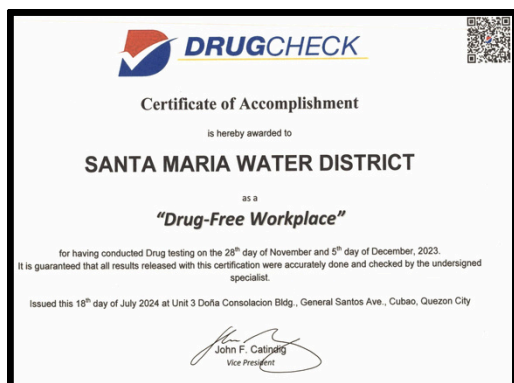 DRUGCHECK
Certificate of Accomplishment
is hereby awarded to
SANTA MARIA WATER DISTRICT
as a
"Drug-Free Workplace"
for having conducted Drug testing on the 28th day of November and 5th day of December, 2023.
It is guaranteed that all results released with this certification were accurately done and checked by the undersigned
specialist.
Issued this 18th day of July 2024 at Unit 3 Doña Consolacion Bldg., General Santos Ave., Cubao, Quezon City
John F. Catindig
Vice President